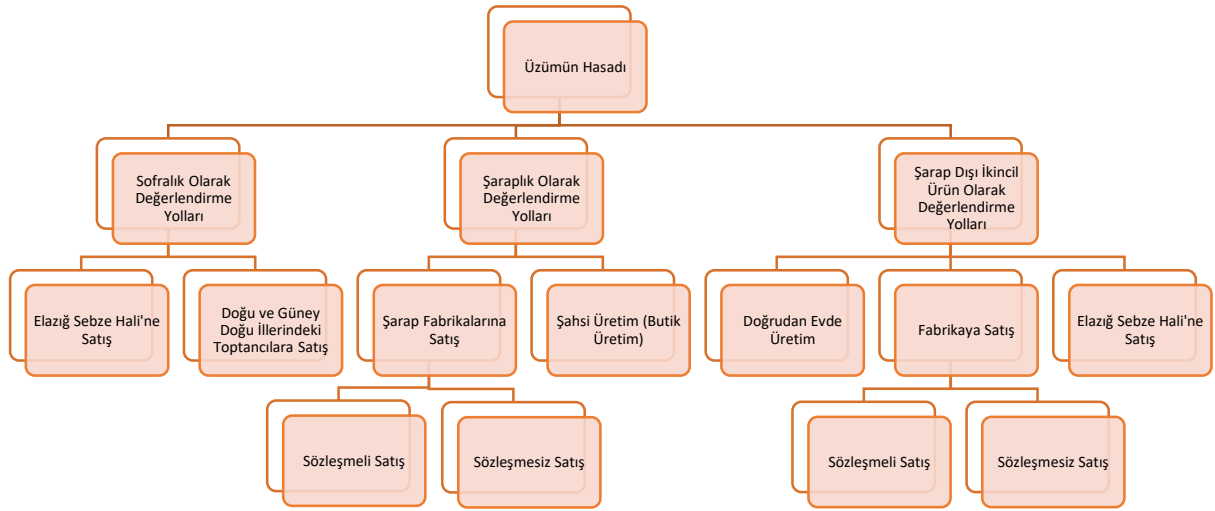 Üzümün Hasadı
Sofralık Olarak
Değerlendirme
Yolları
Şaraplık Olarak
Değerlendirme
Yolları
Şarap Dışı İkincil
Ürün Olarak
Değerlendirme
Yolları
Elazığ Sebze Hali'ne
Satış
Doğu ve Güney
Doğu İllerindeki
Toptancılara Satış
Şarap Fabrikalarına
Satış
Şahsi Üretim (Butik
Üretim)
Doğrudan Evde
Üretim
Fabrikaya Satış
Elazığ Sebze Hali'ne
Satış
Sözleşmeli Satış
Sözleşmesiz Satış
Sözleşmeli Satış
Sözleşmesiz Satış